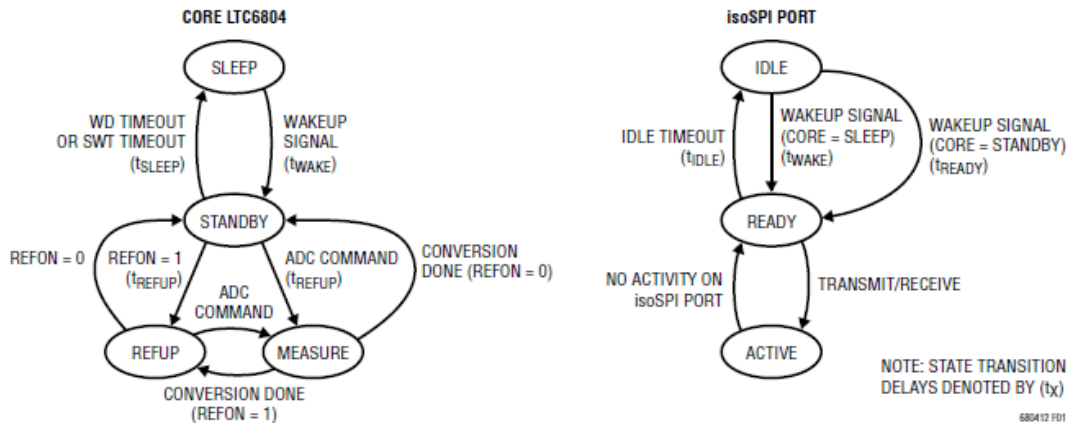 CORE LTC6804
SLEEP
WD TIMEOUT
OR SWT TIMEOUT
(tSLEEP)
WAKEUP
SIGNAL
(tWAKE)
STANDBY
REFON = 0
REFON = 1
(tREFUP)
ADC COMMAND
(tREFUP)
CONVERSION
DONE (REFON = 0)
ADC
COMMAND
REFUP
MEASURE
CONVERSION DONE
(REFON = 1)
isoSPI PORT
IDLE
IDLE TIMEOUT
(tIDLE)
WAKEUP SIGNAL
(CORE = SLEEP)
(tWAKE)
WAKEUP SIGNAL
(CORE = STANDBY)
(tREADY)
READY
NO ACTIVITY ON
isoSPI PORT
TRANSMIT/RECEIVE
ACTIVE
NOTE: STATE TRANSITION
DELAYS DENOTED BY (tX)
680412 F01